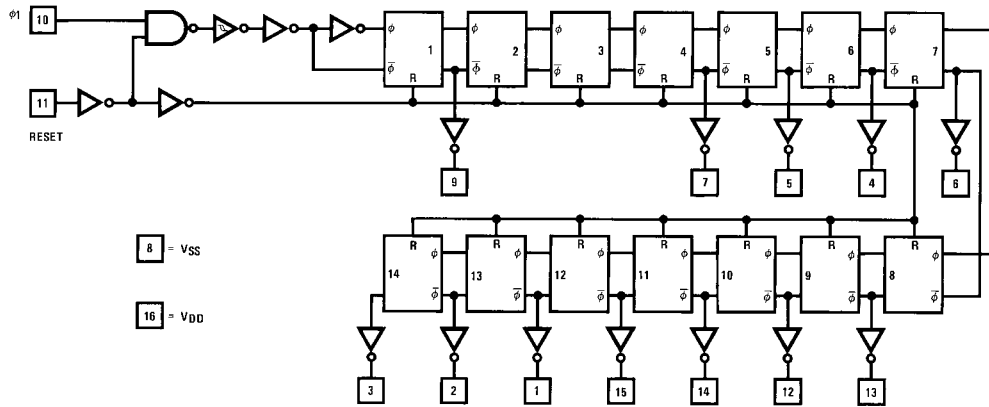 ϕ1 10
ϕ 1 ϕ 2 ϕ 3 ϕ 4 ϕ 5 ϕ 6 ϕ 7
ϕ̅ R ϕ̅ R ϕ̅ R ϕ̅ R ϕ̅ R ϕ̅ R ϕ̅ R
11
RESET
9 7 5 4 6
8 = VSS
R R R R R R R
14 ϕ 13 ϕ 12 ϕ 11 ϕ 10 ϕ 9 ϕ 8 ϕ
ϕ̅ ϕ̅ ϕ̅ ϕ̅ ϕ̅ ϕ̅ ϕ̅
16 = VDD
3 2 1 15 14 12 13